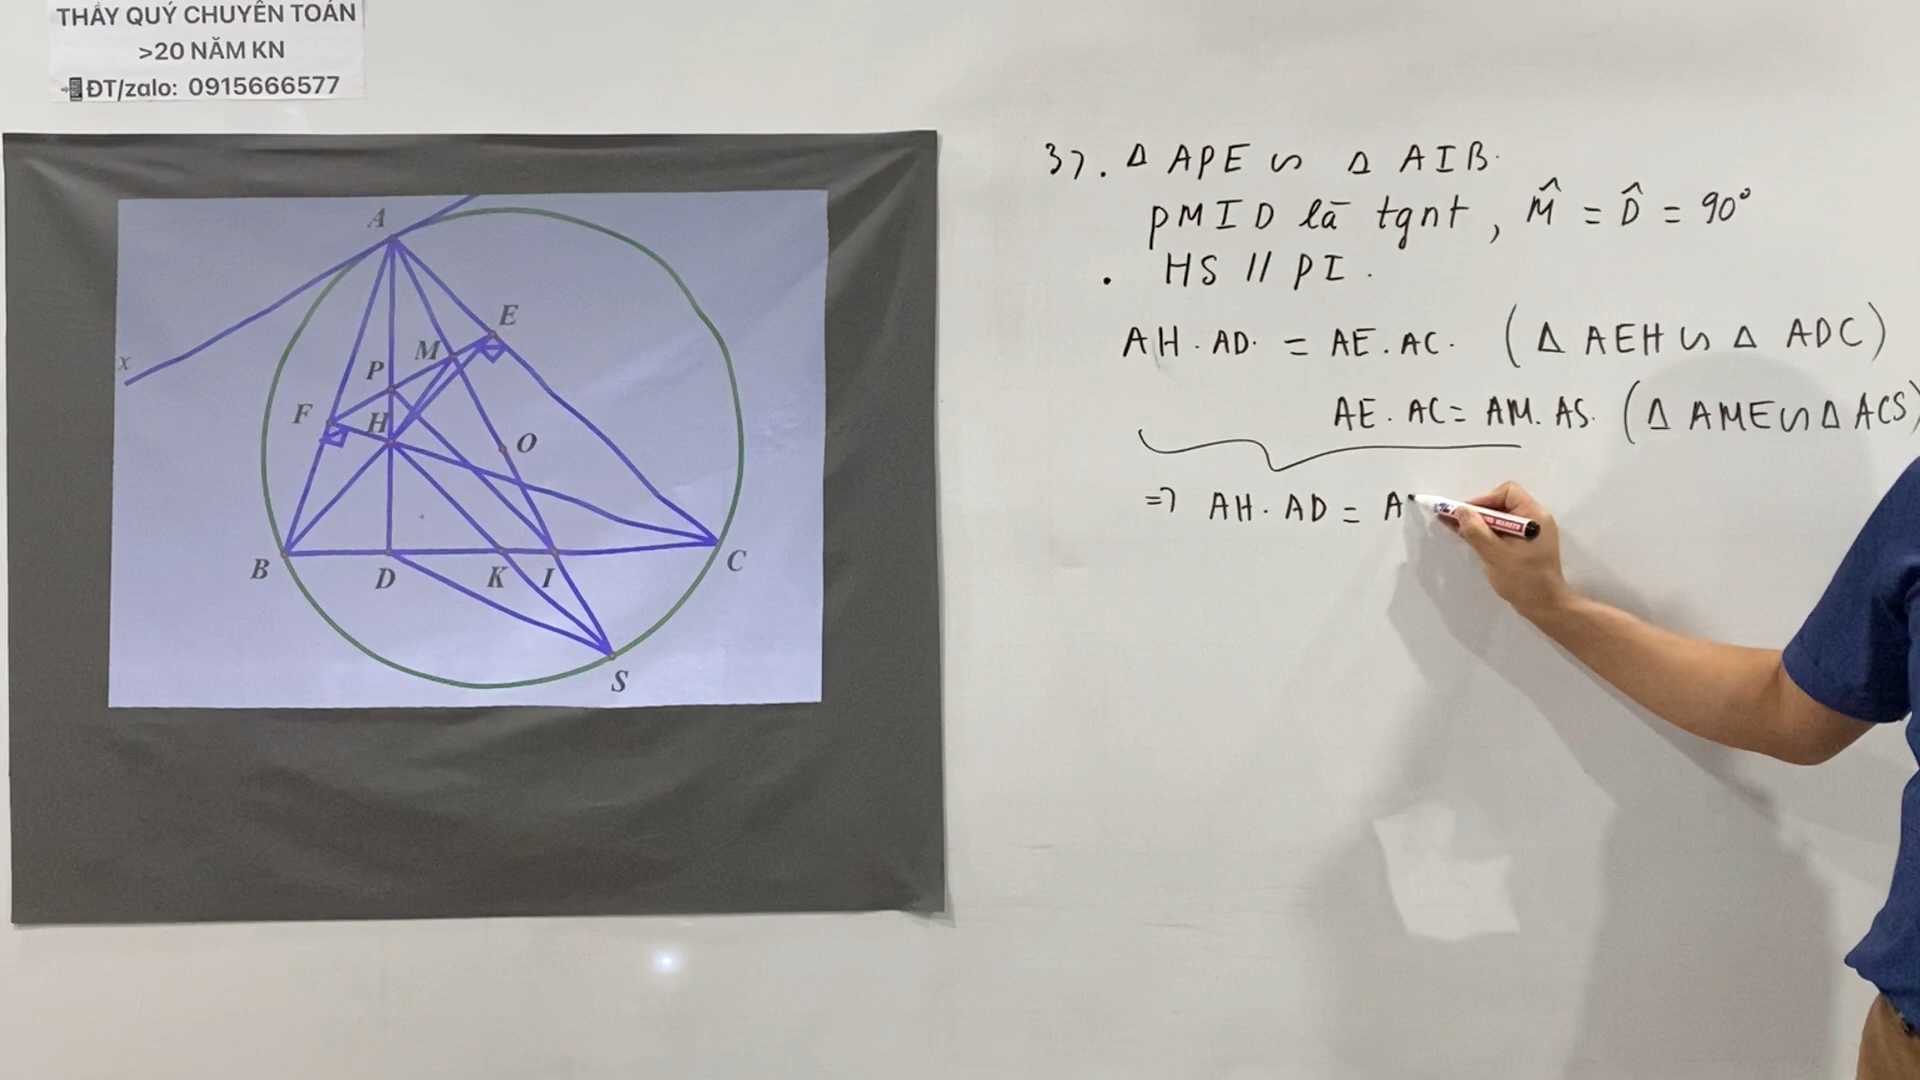 THẦY QUÝ CHUYÊN TOÁN
>20 NĂM KN
ĐT/zalo: 0915666577
A
x
E
M
P
F
H
O
B
D
K
I
C
S
3). Δ APE ∽ Δ AIB.
PMID là tgnt, M̂ = D̂ = 90°
. HS // PI.
AH.AD. = AE.AC. (Δ AEH ∽ Δ ADC)
AE.AC = AM.AS. (Δ AME ∽ Δ ACS)
=> AH.AD = A